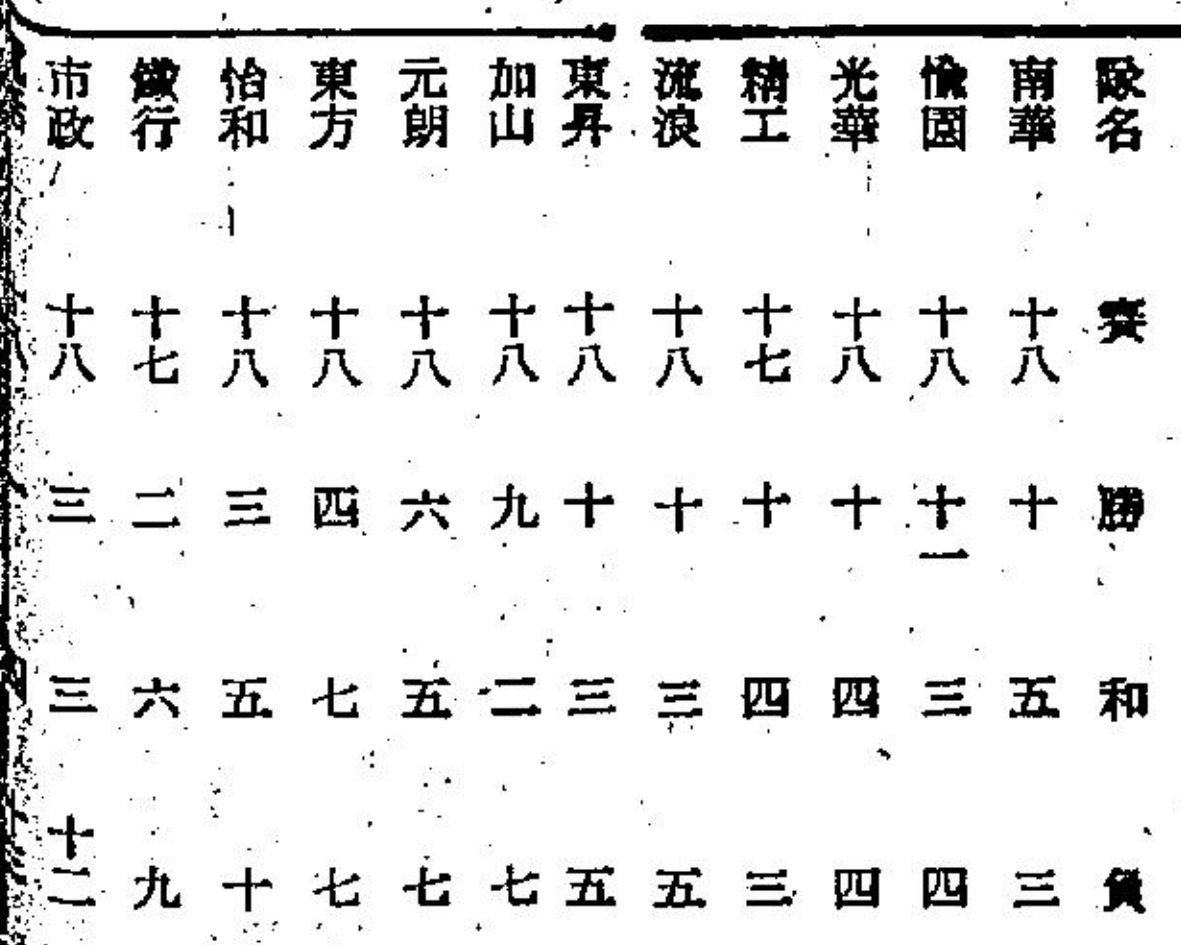 隊名 賽 勝 和 負
南華 十八 十 五 三
愉園 十八 十一 三 四
光華 十八 十 四 四
精工 十七 十 四 三
流浪 十八 十 三 五
東昇 十八 十 三 五
加山 十八 九 二 七
元朗 十八 六 五 七
東方 十八 四 七 七
怡和 十八 三 五 十
行 十七 二 六 九
市政 十八 三 三 十二